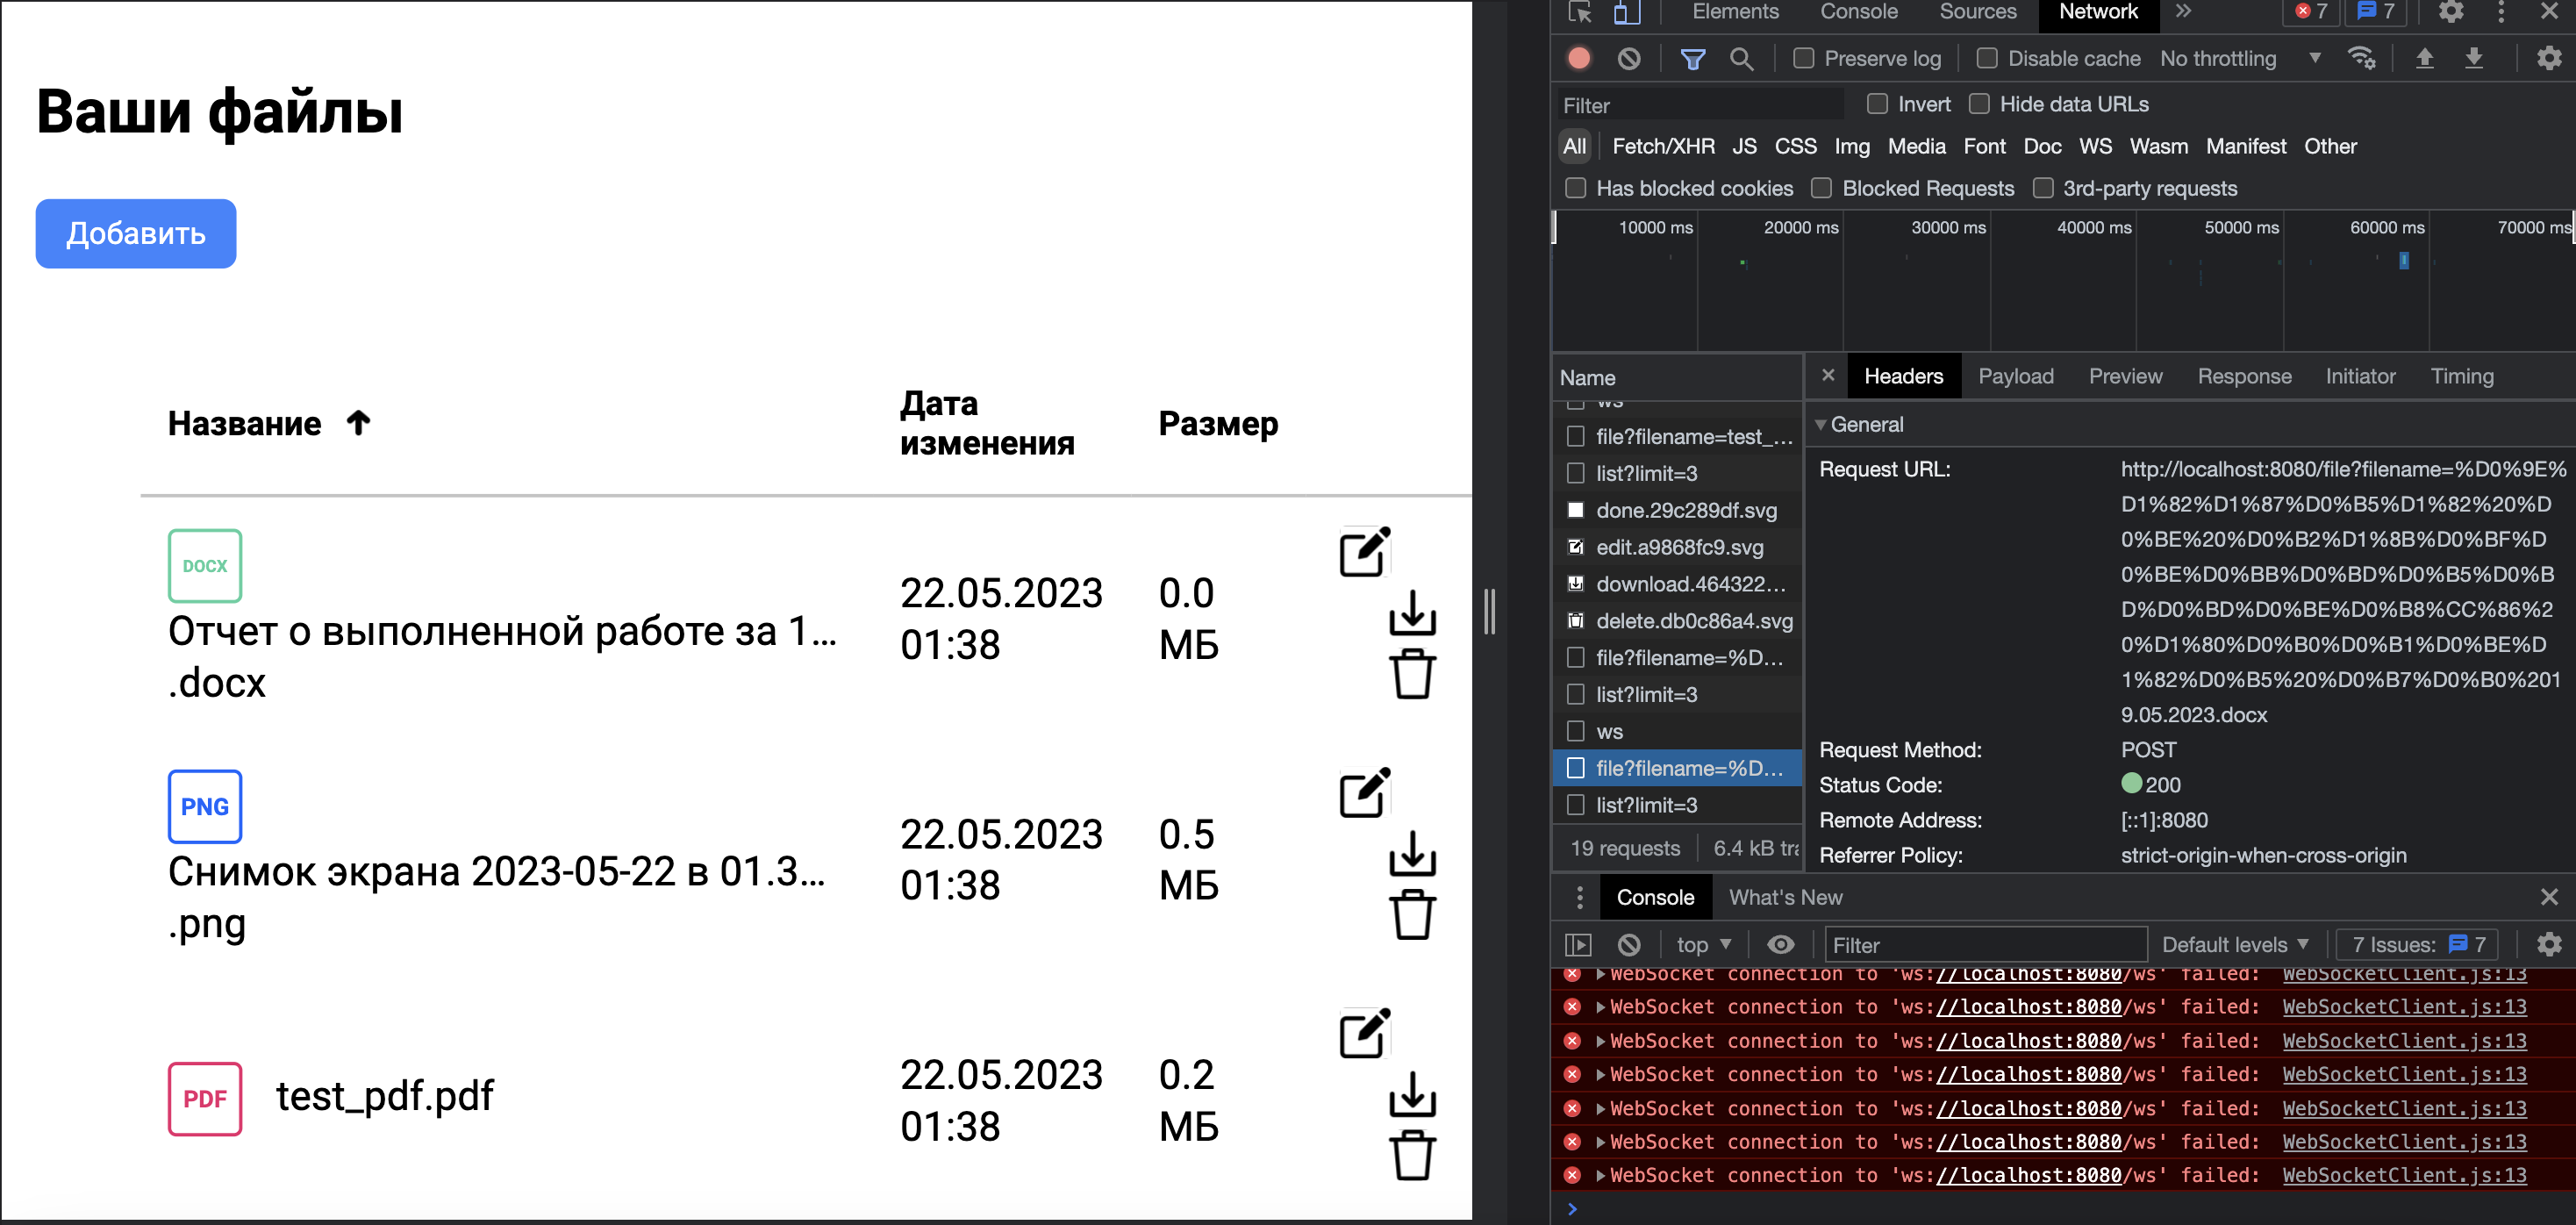 Ваши файлы
Добавить
Название
Дата изменения
Размер
DOCX
Отчет о выполненной работе за 1...
.docx
22.05.2023
01:38
0.0
МБ
PNG
Снимок экрана 2023-05-22 в 01.3...
.png
22.05.2023
01:38
0.5
МБ
PDF
test_pdf.pdf
22.05.2023
01:38
0.2
МБ
Elements Console Sources Network 7 7
Preserve log Disable cache No throttling
Filter Invert Hide data URLs
All Fetch/XHR JS CSS Img Media Font Doc WS Wasm Manifest Other
Has blocked cookies Blocked Requests 3rd-party requests
10000 ms 20000 ms 30000 ms 40000 ms 50000 ms 60000 ms 70000 ms
Name
ws
file?filename=test_...
list?limit=3
done.29c289df.svg
edit.a9868fc9.svg
download.464322...
delete.db0c86a4.svg
file?filename=%D...
list?limit=3
ws
file?filename=%D...
list?limit=3
19 requests 6.4 kB tra
Headers Payload Preview Response Initiator Timing
General
Request URL: http://localhost:8080/file?filename=%D0%9E%
D1%82%D1%87%D0%B5%D1%82%20%D
0%BE%20%D0%B2%D1%8B%D0%BF%D
0%BE%D0%BB%D0%BD%D0%B5%D0%B
D%D0%BD%D0%BE%D0%B8%CC%86%2
0%D1%80%D0%B0%D0%B1%D0%BE%D
1%82%D0%B5%20%D0%B7%D0%B0%201
9.05.2023.docx
Request Method: POST
Status Code: 200
Remote Address: [::1]:8080
Referrer Policy: strict-origin-when-cross-origin
Console What's New
top Filter Default levels 7 Issues: 7
WebSocket connection to 'ws://localhost:8080/ws' failed: WebSocketClient.js:13
WebSocket connection to 'ws://localhost:8080/ws' failed: WebSocketClient.js:13
WebSocket connection to 'ws://localhost:8080/ws' failed: WebSocketClient.js:13
WebSocket connection to 'ws://localhost:8080/ws' failed: WebSocketClient.js:13
WebSocket connection to 'ws://localhost:8080/ws' failed: WebSocketClient.js:13
WebSocket connection to 'ws://localhost:8080/ws' failed: WebSocketClient.js:13
WebSocket connection to 'ws://localhost:8080/ws' failed: WebSocketClient.js:13